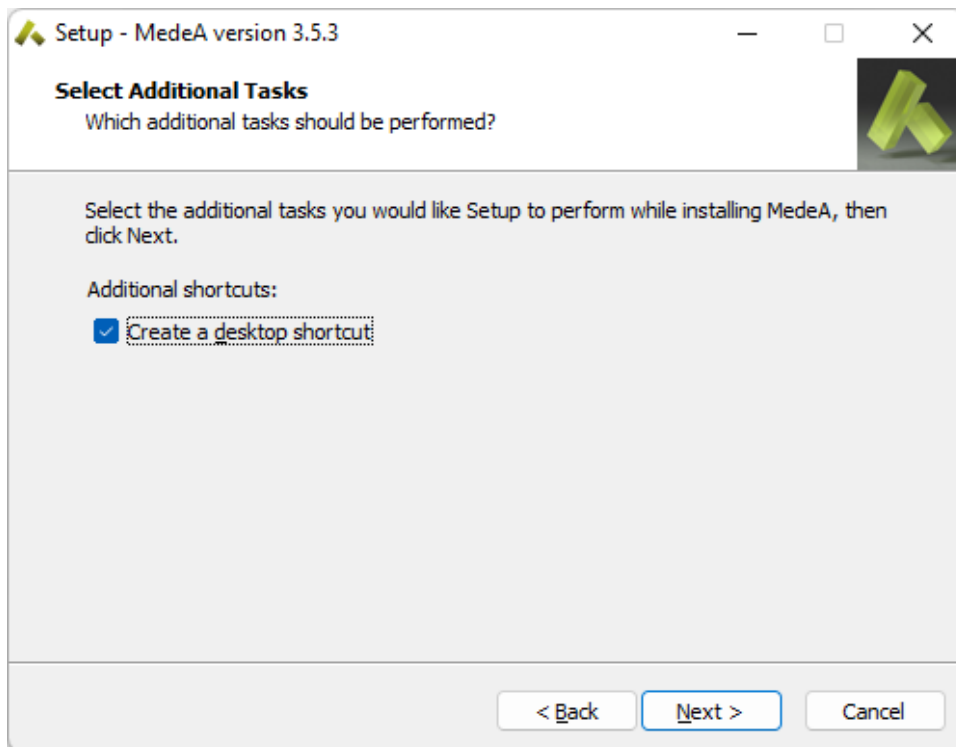 Setup - MedeA version 3.5.3
Select Additional Tasks
Which additional tasks should be performed?
Select the additional tasks you would like Setup to perform while installing MedeA, then
click Next.
Additional shortcuts:
Create a desktop shortcut
< Back
Next >
Cancel